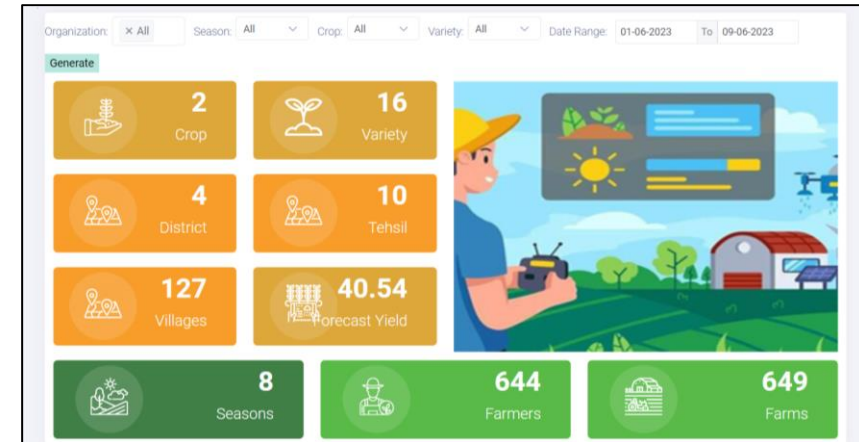 Organization: × All Season: All Crop: All Variety: All Date Range: 01-06-2023 To 09-06-2023
Generate
2
Crop
16
Variety
4
District
10
Tehsil
127
Villages
40.54
Forecast Yield
8
Seasons
644
Farmers
649
Farms